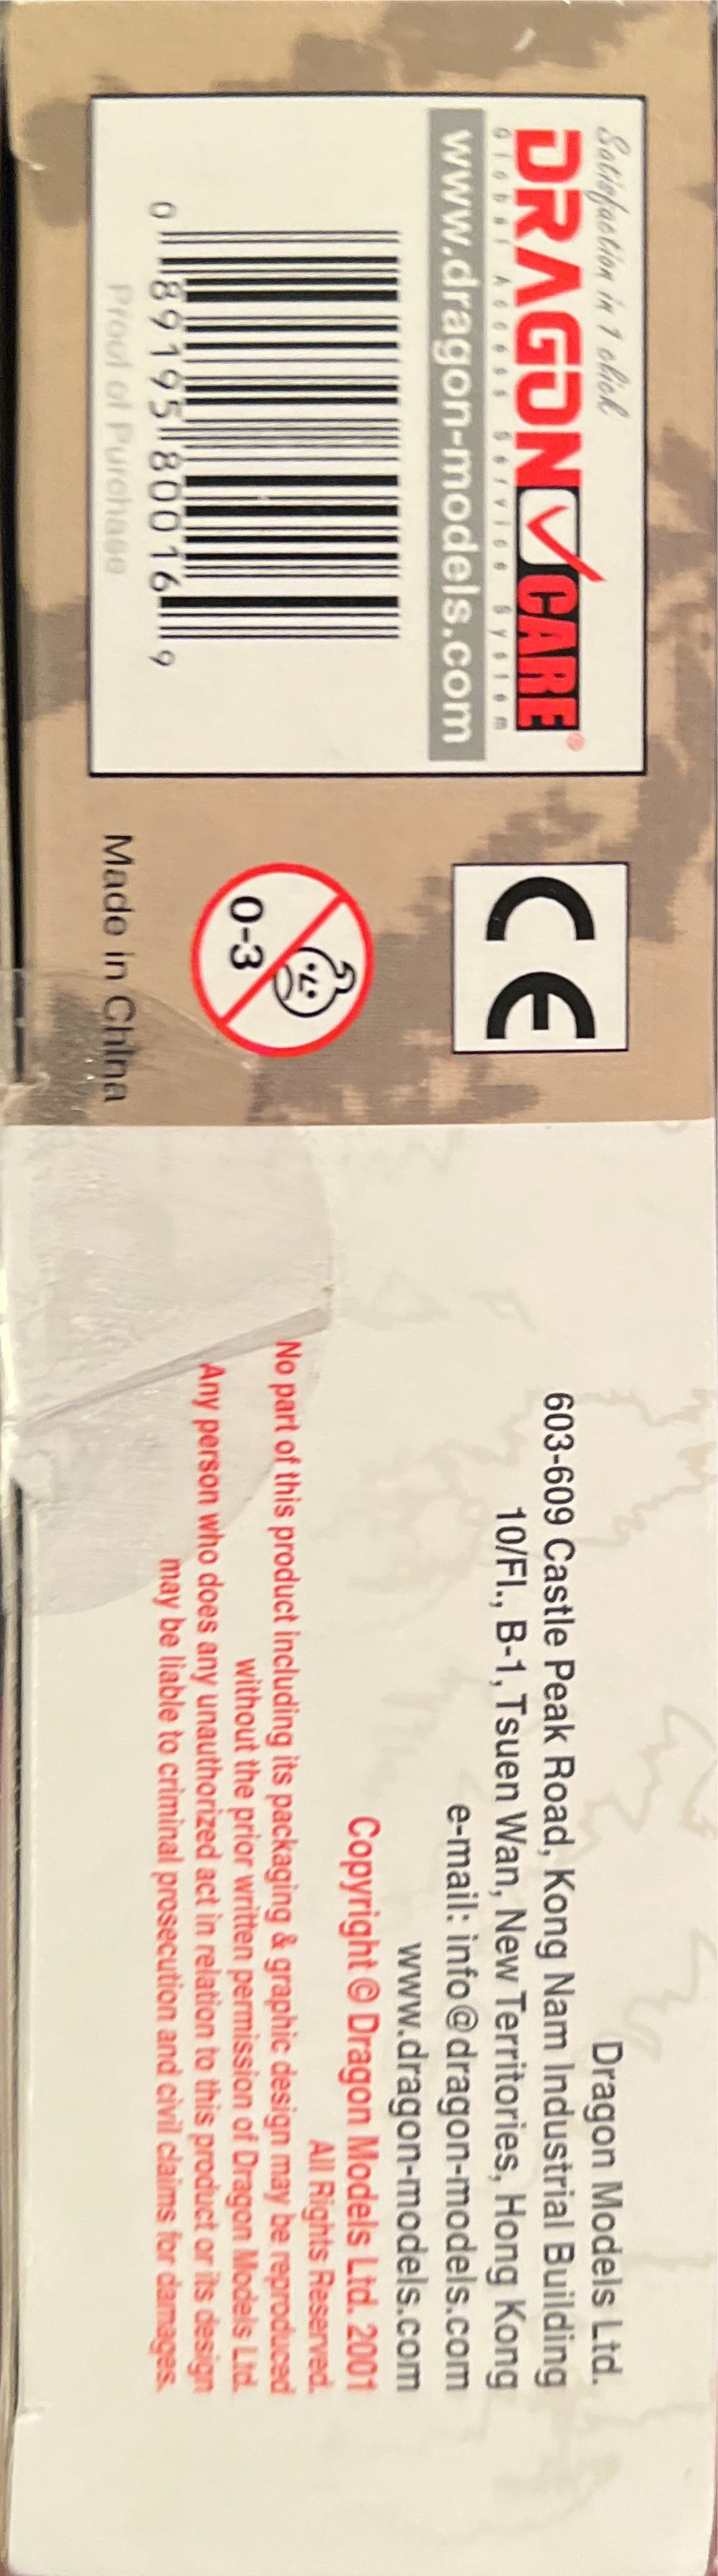 Satisfaction in 1 click
DRAGON CARE®
Global Access Service System
www.dragon-models.com
0 89195 80016 9
Proof of Purchase
CE
0-3
Made in China
Dragon Models Ltd.
603-609 Castle Peak Road, Kong Nam Industrial Building
10/Fl., B-1, Tsuen Wan, New Territories, Hong Kong
e-mail: info@dragon-models.com
www.dragon-models.com
Copyright © Dragon Models Ltd. 2001
All Rights Reserved.
No part of this product including its packaging & graphic design may be reproduced
without the prior written permission of Dragon Models Ltd.
Any person who does any unauthorized act in relation to this product or its design
may be liable to criminal prosecution and civil claims for damages.